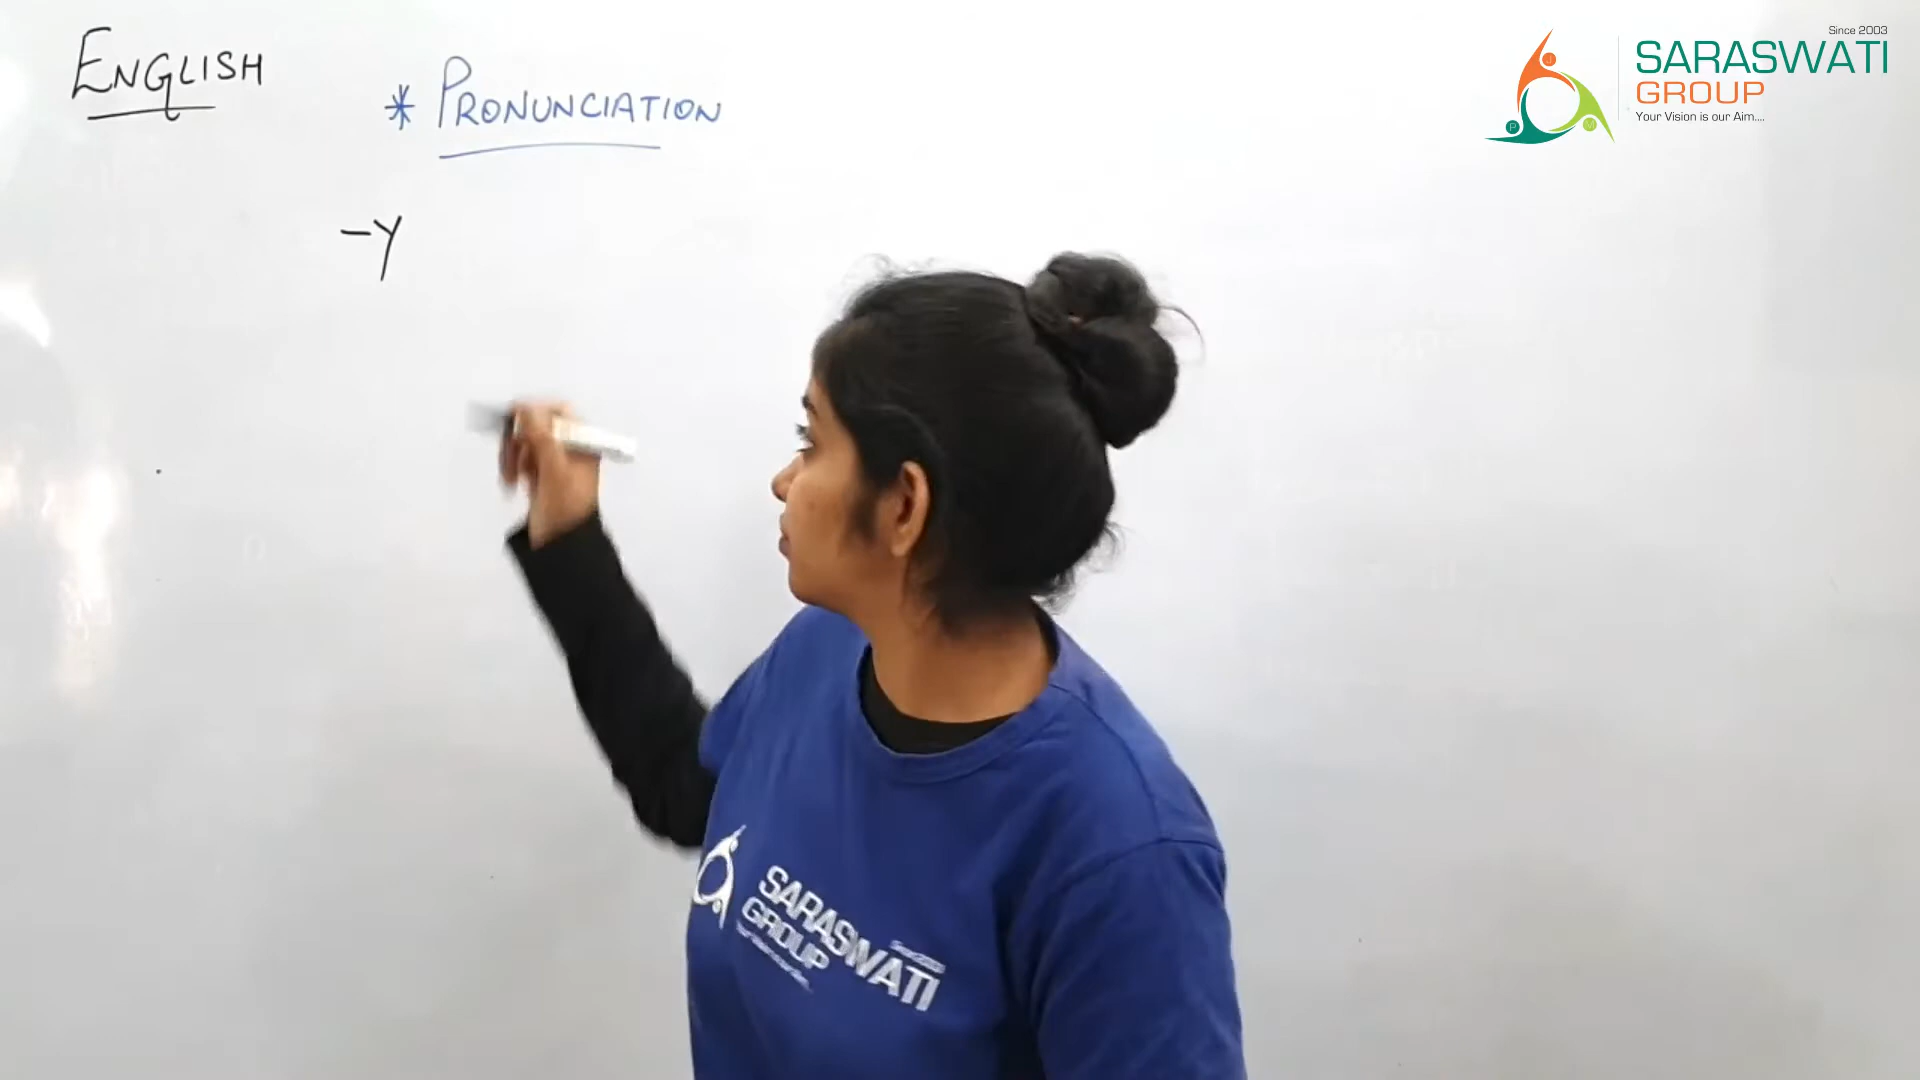 ENGLISH
* PRONUNCIATION
Since 2003
SARASWATI
GROUP
Your Vision is our Aim....
J
P
M
-Y
SARASWATI
GROUP